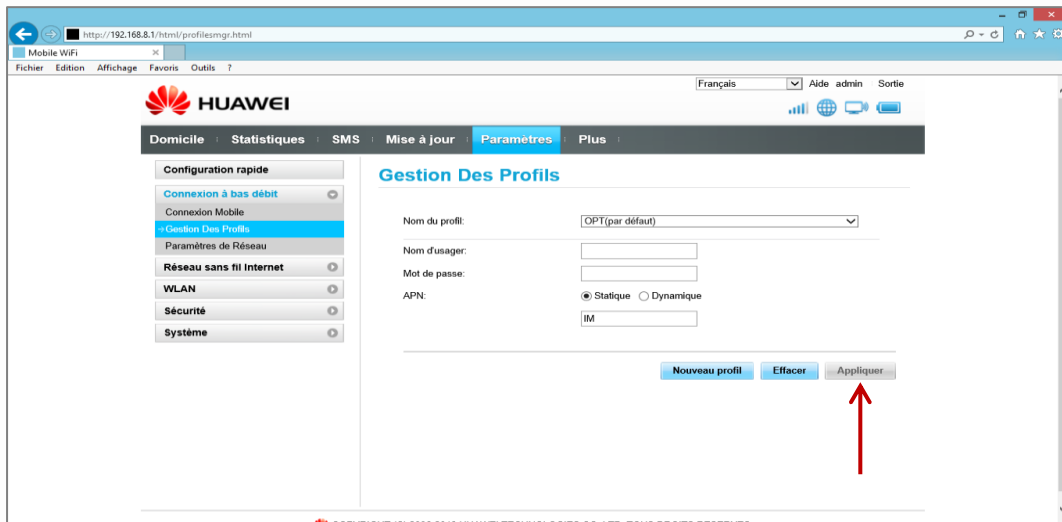 http://192.168.8.1/html/profilesmgr.html
Mobile WiFi
Fichier Edition Affichage Favoris Outils ?
Français Aide admin Sortie
HUAWEI
Domicile Statistiques SMS Mise à jour Paramètres Plus
Configuration rapide
Connexion à bas débit
Connexion Mobile
Gestion Des Profils
Paramètres de Réseau
Réseau sans fil Internet
WLAN
Sécurité
Système
Gestion Des Profils
Nom du profil: OPT(par défaut)
Nom d'usager:
Mot de passe:
APN: Statique Dynamique
IM
Nouveau profil Effacer Appliquer